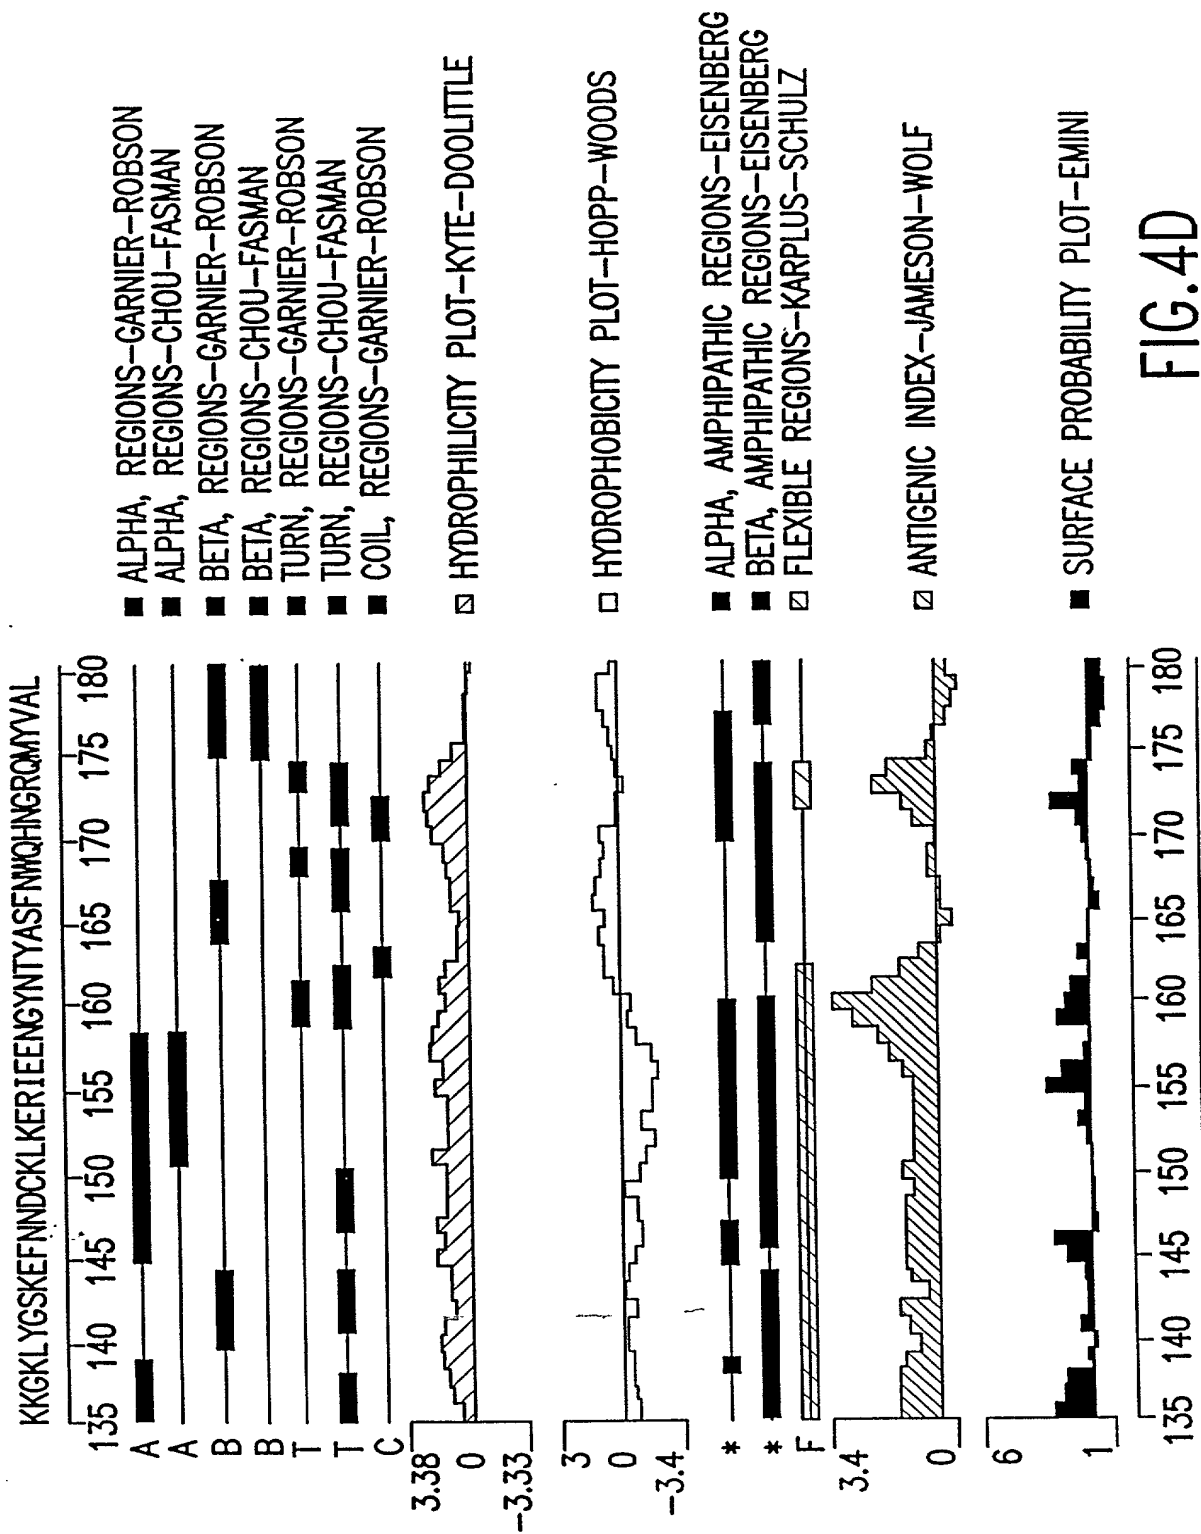 KKGKLYGSKEFNNDCKLKERIEENGYNTYASFNWQHNGRQMYVAL
135 140 145 150 155 160 165 170 175 180
A ■ ALPHA, REGIONS-GARNIER-ROBSON
A ■ ALPHA, REGIONS-CHOU-FASMAN
B ■ BETA, REGIONS-GARNIER-ROBSON
B ■ BETA, REGIONS-CHOU-FASMAN
T ■ TURN, REGIONS-GARNIER-ROBSON
T ■ TURN, REGIONS-CHOU-FASMAN
C ■ COIL, REGIONS-GARNIER-ROBSON
3.38
0 HYDROPHILICITY PLOT-KYTE-DOOLITTLE
-3.33
3
0 HYDROPHOBICITY PLOT-HOPP-WOODS
-3.4
* ■ ALPHA, AMPHIPATHIC REGIONS-EISENBERG
* ■ BETA, AMPHIPATHIC REGIONS-EISENBERG
F FLEXIBLE REGIONS-KARPLUS-SCHULZ
3.4
0 ANTIGENIC INDEX-JAMESON-WOLF
6
1 ■ SURFACE PROBABILITY PLOT-EMINI
135 140 145 150 155 160 165 170 175 180
FIG.4D